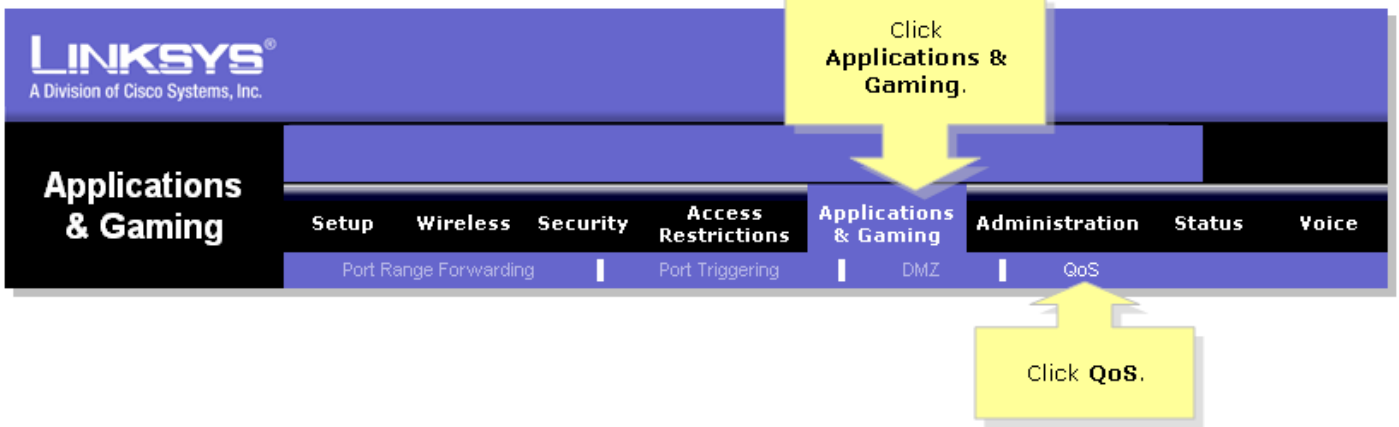 LINKSYS®
A Division of Cisco Systems, Inc.
Click
Applications &
Gaming.
Applications
& Gaming
Setup Wireless Security Access Restrictions Applications & Gaming Administration Status Voice
Port Range Forwarding Port Triggering DMZ QoS
Click QoS.